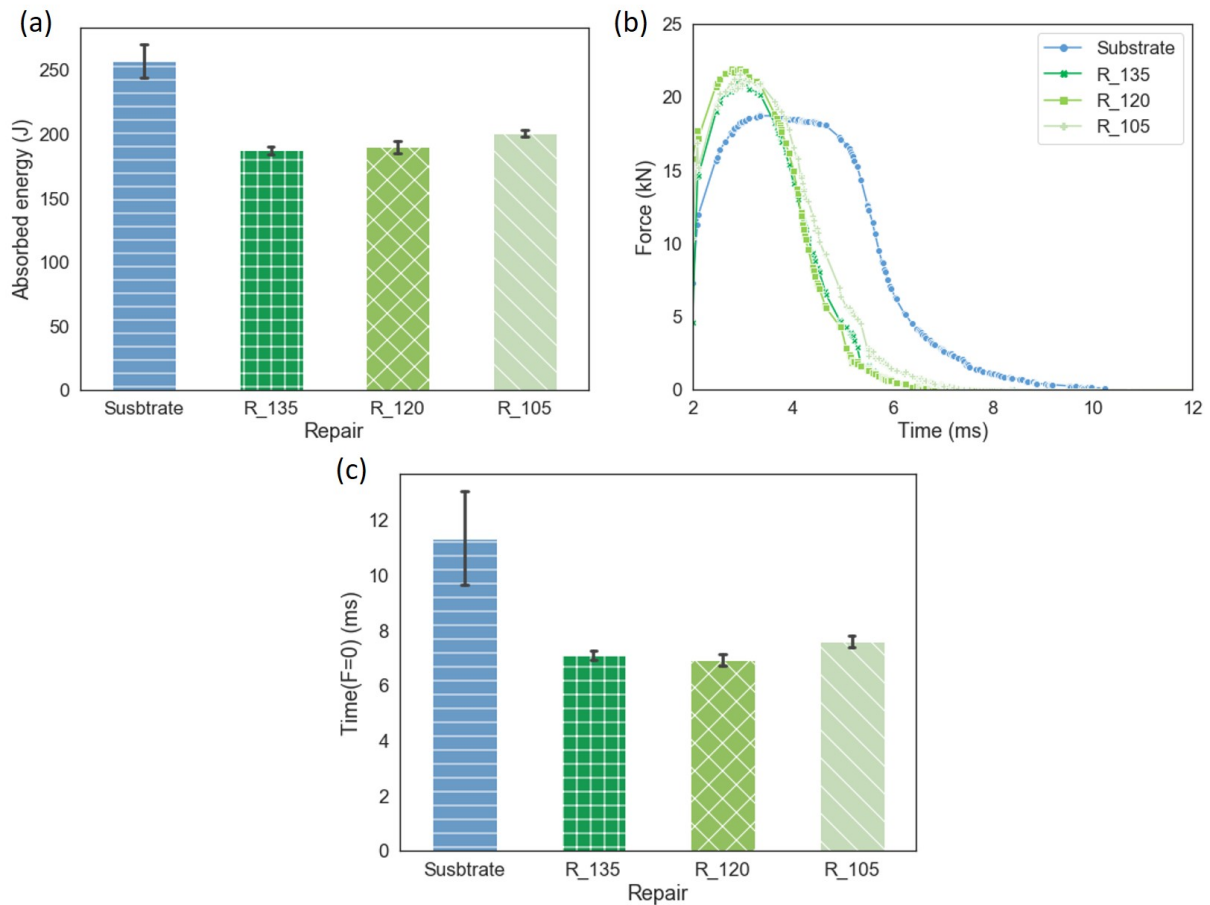 (a)
250
200
150
100
50
0
Absorbed energy (J)
Susbtrate R_135 R_120 R_105
Repair
(b)
25
20
15
10
5
0
Force (kN)
Substrate
R_135
R_120
R_105
2 4 6 8 10 12
Time (ms)
(c)
12
10
8
6
4
2
0
Time(F=0) (ms)
Susbtrate R_135 R_120 R_105
Repair